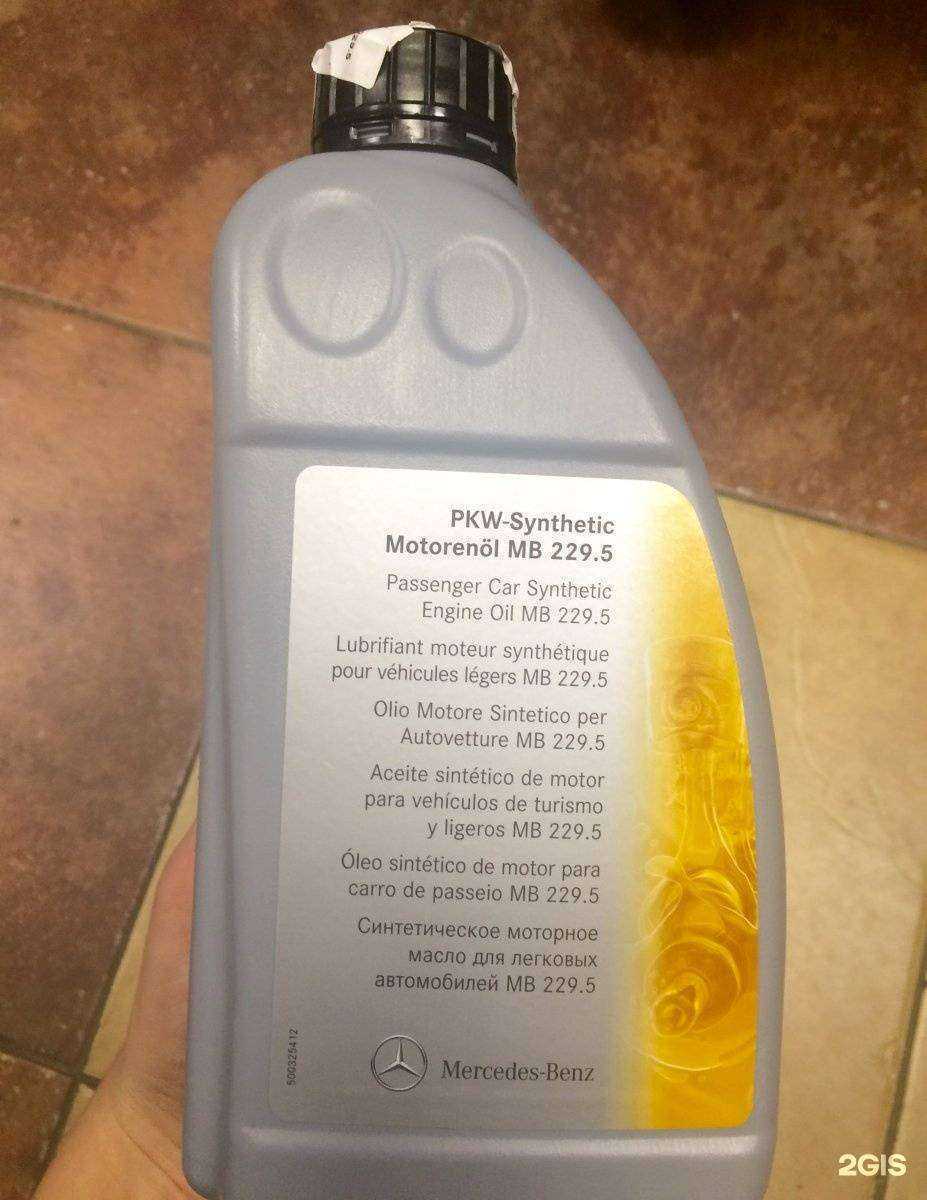 PKW-Synthetic
Motorenöl MB 229.5
Passenger Car Synthetic
Engine Oil MB 229.5
Lubrifiant moteur synthétique
pour véhicules légers MB 229.5
Olio Motore Sintetico per
Autovetture MB 229.5
Aceite sintético de motor
para vehículos de turismo
y ligeros MB 229.5
Óleo sintético de motor para
carro de passeio MB 229.5
Синтетическое моторное
масло для легковых
автомобилей MB 229.5
500325412
Mercedes-Benz
2GIS